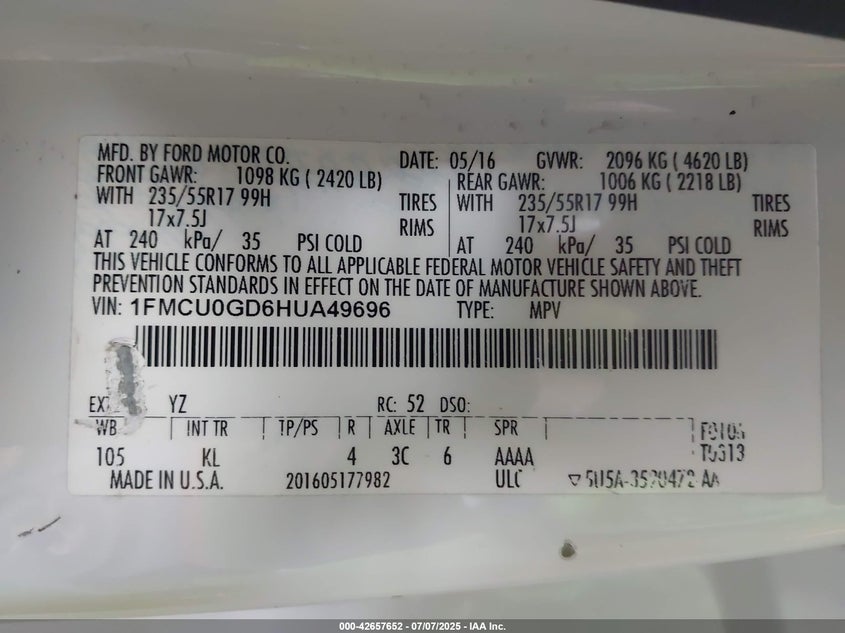 MFD. BY FORD MOTOR CO. DATE: 05/16 GVWR: 2096 KG ( 4620 LB)
FRONT GAWR: 1098 KG ( 2420 LB) REAR GAWR: 1006 KG ( 2218 LB)
WITH 235/55R17 99H TIRES WITH 235/55R17 99H TIRES
17x7.5J RIMS 17x7.5J RIMS
AT 240 kPa/ 35 PSI COLD AT 240 kPa/ 35 PSI COLD
THIS VEHICLE CONFORMS TO ALL APPLICABLE FEDERAL MOTOR VEHICLE SAFETY AND THEFT
PREVENTION STANDARDS IN EFFECT ON THE DATE OF MANUFACTURE SHOWN ABOVE.
VIN: 1FMCU0GD6HUA49696 TYPE: MPV
YZ RC: 52 DSO:
WB INT TR TP/PS R AXLE TR SPR
105 KL 4 3C 6 AAAA
MADE IN U.S.A. 201605177982 ULC
000-42657652 / 07/07/2025 - IAA Inc.